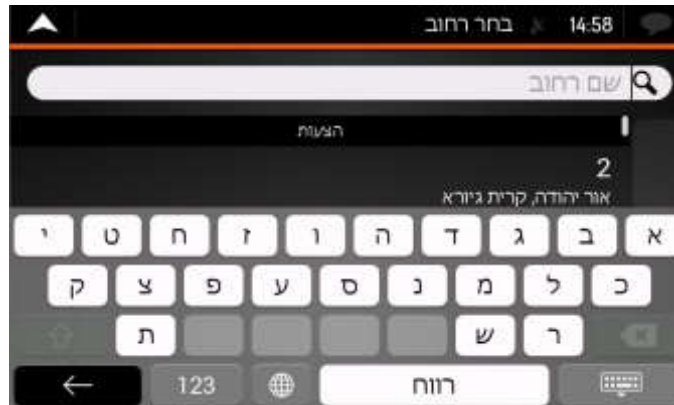 בחר רחוב 14:58
שם רחוב
הצעות
2
אור יהודה, קרית גיורא
א ב ג ד ה ו ז ח ט י
כ ל מ נ ס ע פ צ ק
ר ש ת
רווח 123